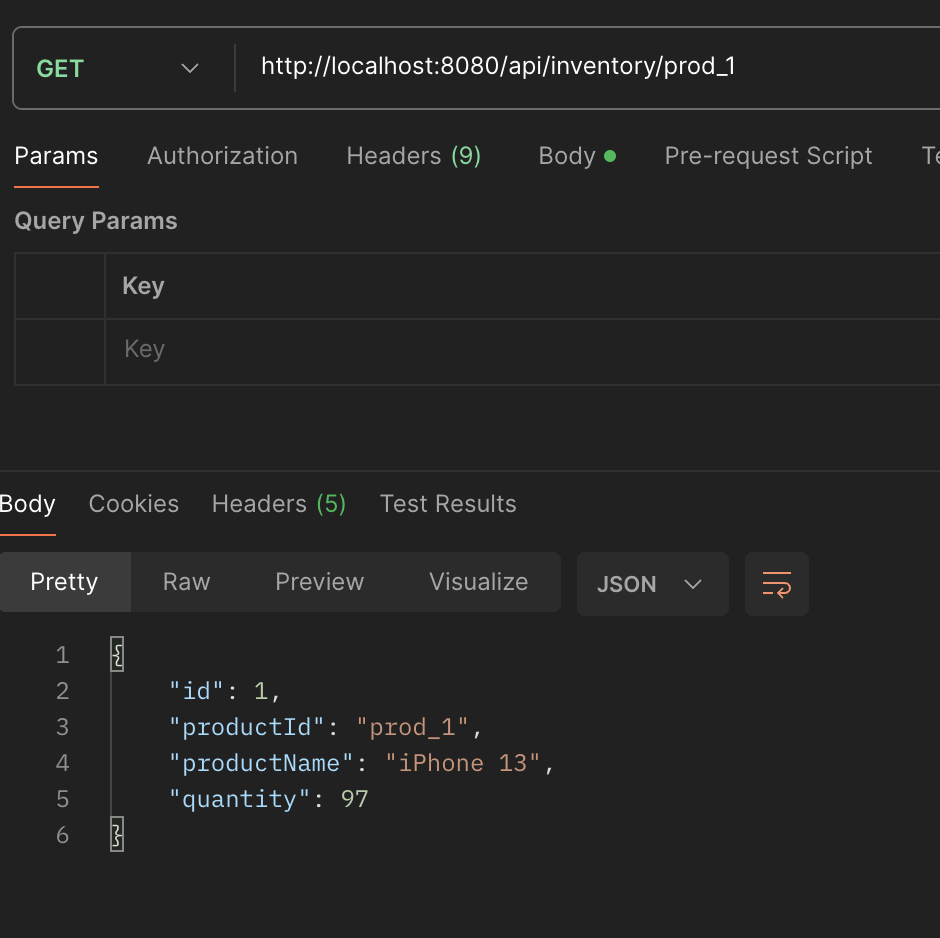 GET http://localhost:8080/api/inventory/prod_1
Params Authorization Headers (9) Body Pre-request Script Te
Query Params
Key
Key
Body Cookies Headers (5) Test Results
Pretty Raw Preview Visualize JSON
1 {
2 "id": 1,
3 "productId": "prod_1",
4 "productName": "iPhone 13",
5 "quantity": 97
6 }